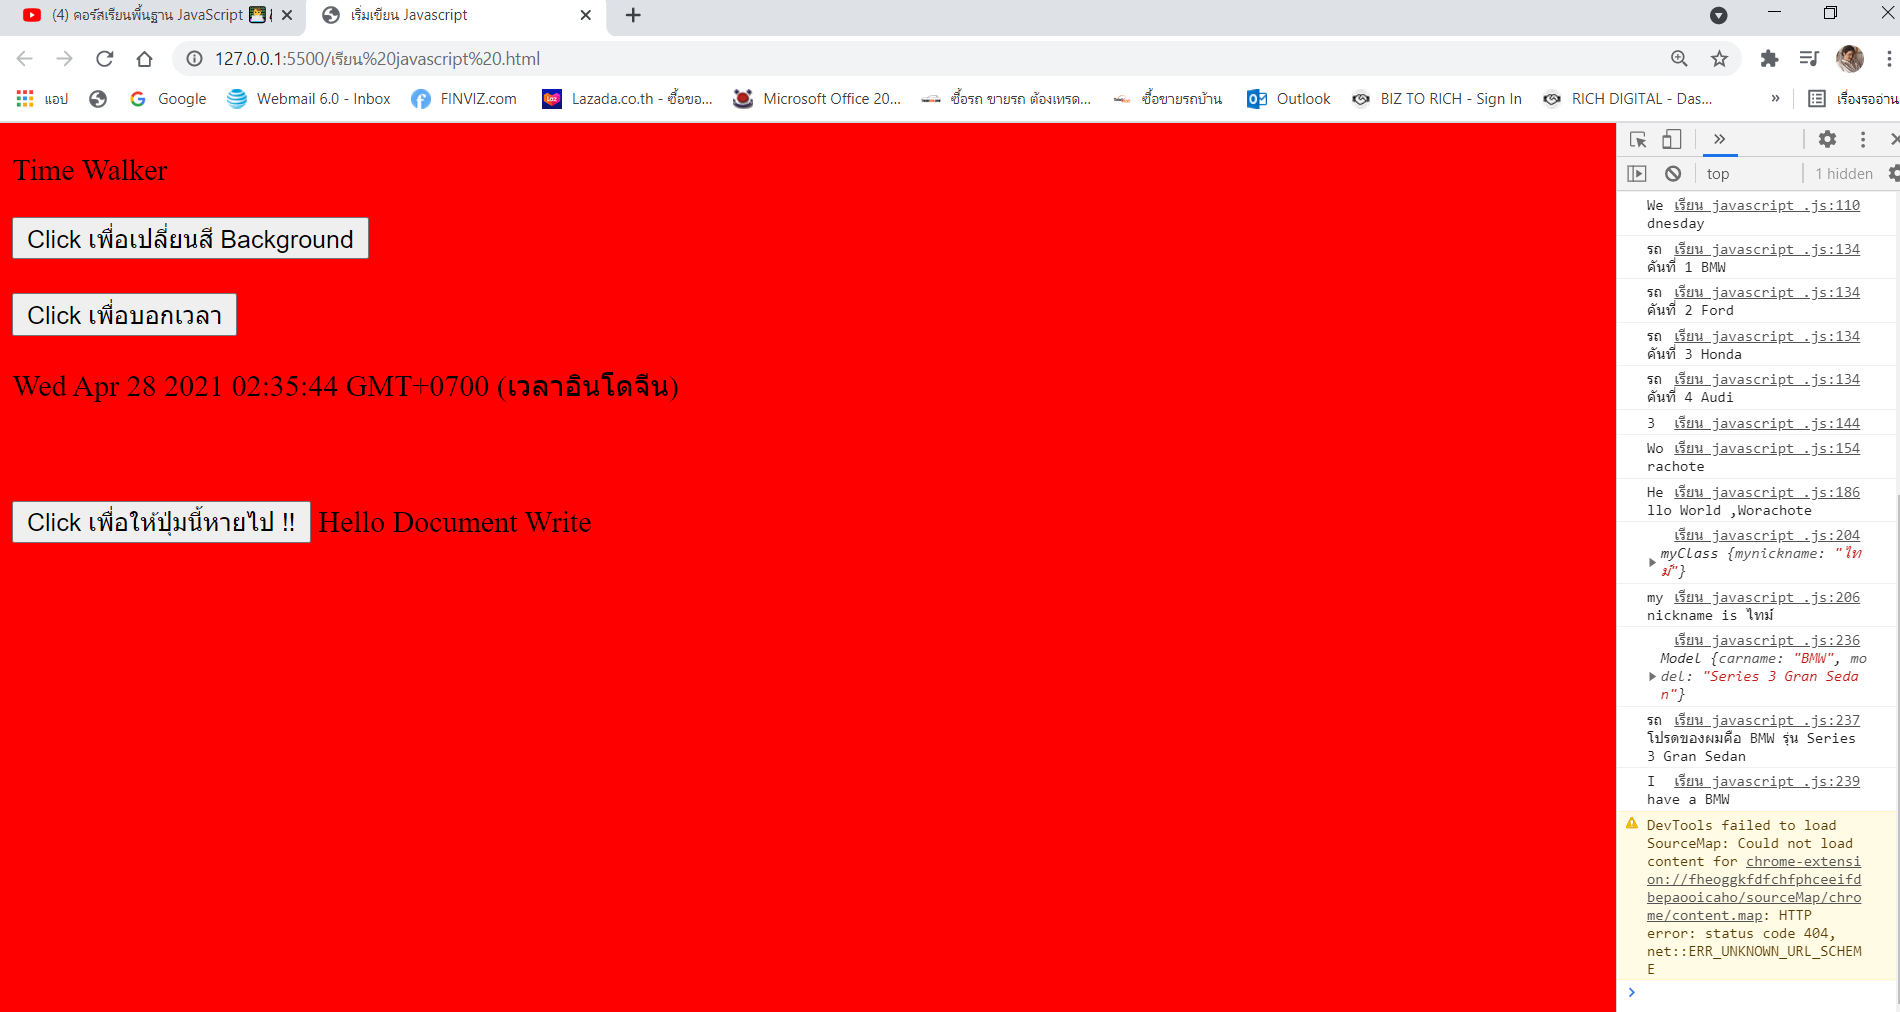 (4) คอร์สเรียนพื้นฐาน JavaScript
เริ่มเขียน Javascript
127.0.0.1:5500/เรียน%20javascript%20.html
แอป
Google
Webmail 6.0 - Inbox
FINVIZ.com
Lazada.co.th - ซื้อขอ...
Microsoft Office 20...
ซื้อรถ ขายรถ ต้องเทรด...
ซื้อขายรถบ้าน
Outlook
BIZ TO RICH - Sign In
RICH DIGITAL - Das...
»
เรื่องรออ่าน
Time Walker
Click เพื่อเปลี่ยนสี Background
Click เพื่อบอกเวลา
Wed Apr 28 2021 02:35:44 GMT+0700 (เวลาอินโดจีน)
Click เพื่อให้ปุ่มนี้หายไป !! Hello Document Write
»
top 1 hidden
We เรียน javascript .js:110
dnesday
รถ เรียน javascript .js:134
คันที่ 1 BMW
รถ เรียน javascript .js:134
คันที่ 2 Ford
รถ เรียน javascript .js:134
คันที่ 3 Honda
รถ เรียน javascript .js:134
คันที่ 4 Audi
3 เรียน javascript .js:144
Wo เรียน javascript .js:154
rachote
He เรียน javascript .js:186
llo World ,Worachote
เรียน javascript .js:204
myClass {mynickname: "ไท
ม์"}
my เรียน javascript .js:206
nickname is ไทม์
เรียน javascript .js:236
Model {carname: "BMW", mo
del: "Series 3 Gran Seda
n"}
รถ เรียน javascript .js:237
โปรดของผมคือ BMW รุ่น Series
3 Gran Sedan
I เรียน javascript .js:239
have a BMW
DevTools failed to load
SourceMap: Could not load
content for chrome-extensi
on://fheoggkfdfchfphceeifd
bepaooicaho/sourceMap/chro
me/content.map: HTTP
error: status code 404,
net::ERR_UNKNOWN_URL_SCHEM
E